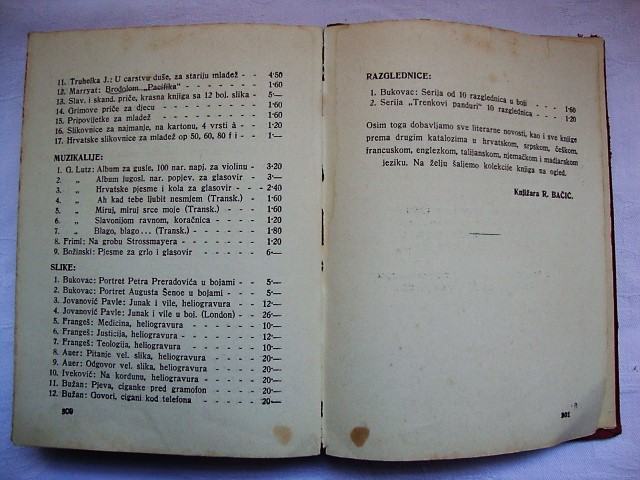 11. Truhelka J.: U carstvu duše, za stariju mladež - - 4·50
12. Marryat: Brodolom „Pacifika" - - - - 1·60
13. Slav. i skand. priče, krasna knjiga sa 12 bol. slika - 5·—
14. Grimove priče za djecu - - - - - 1·60
15. Pripovijetke za mladež - - - - - 1·60
16. Slikovnice za najmanje, na kartonu, 4 vrsti à - - 1·20
17. Hrvatske slikovnice za mladež op 50, 60, 80 f i - 1·—
MUZIKALIJE:
1. G. Lutz: Album za gusle, 100 nar. napj. za violinu - 3·20
2. „ Album jugosl. nar. popjev. za glasovir - - 3·—
3. „ Hrvatske pjesme i kola za glasovir - - - 2·40
4. „ Ah kad tebe ljubit nesmjem (Transk.) - - 1·60
5. „ Miruj, miruj srce moje (Transk.) - - - 1·60
6. „ Slavonijom ravnom, koračnica - - - - 1·20
7. „ Blago, blago ... (Transk.) - - - - 1·80
8. Friml: Na grobu Strossmayera - - - - - 1·20
9. Božinski: Pjesme za grlo i glasovir - - - - 6·—
SLIKE:
1. Bukovac: Portret Petra Preradovića u bojami - - 5·—
2. Bukovac: Portret Augusta Šenoe u bojami - - - 5·—
3. Jovanović Pavle: Junak i vile, heliogravura - - - 12·—
4. Jovanović Pavle: Junak i vile u boj. (London) - - 26·—
5. Frangeš: Medicina, heliogravura - - - - - 10·—
6. Frangeš: Justicija, heliogravura - - - - - 12·—
7. Frangeš: Teologija, heliogravura - - - - - 10·—
8. Auer: Pitanje vel. slika, heliogravura - - - - 20·—
9. Auer: Odgovor vel. slika, heliogravura - - - - 20·—
10. Iveković: Na kordunu, heliogravura - - - - 20·—
11. Bužan: Pjeva, ciganke pred gramofon - - - - 20·—
12. Bužan: Govori, cigani kod telefona - - - - 20·—
RAZGLEDNICE:
1. Bukovac: Serija od 10 razglednica u boji - - - 1·60
2. Serija „Trenkovi panduri" 10 razglednica - - - 1·20
Osim toga dobavljamo sve literarne novosti, kao i sve knjige
prema drugim katalozima u hrvatskom, srpskom, češkom,
francuskom, englezkom, talijanskom, njemačkom i madjarskom
jeziku. Na želju šaljemo kolekcije knjiga na ogled.
Knjižara R. BAČIĆ.